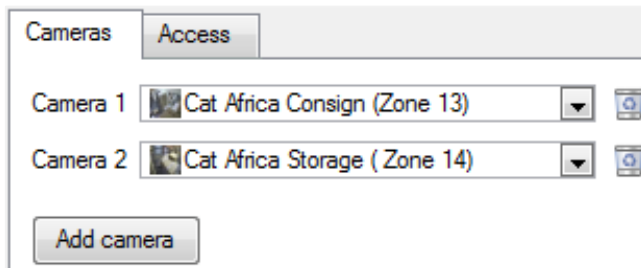 Cameras Access
Camera 1 Cat Africa Consign (Zone 13)
Camera 2 Cat Africa Storage ( Zone 14)
Add camera